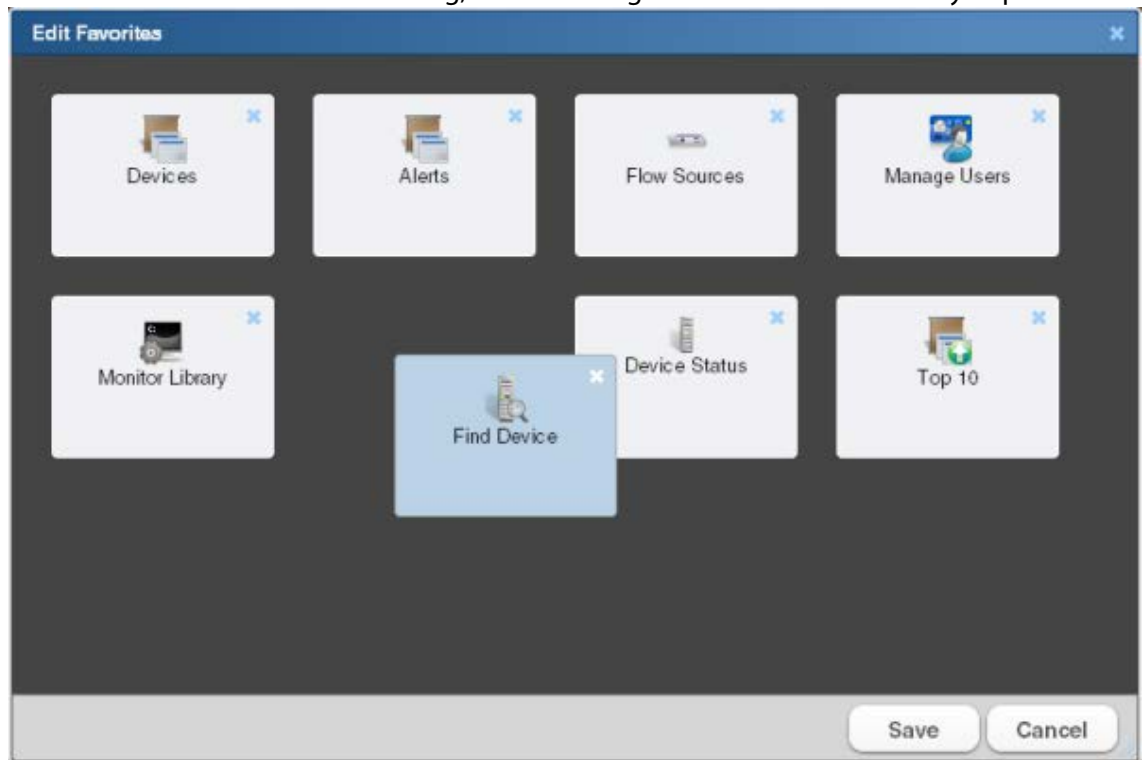 Edit Favorites
Devices
Alerts
Flow Sources
Manage Users
Monitor Library
Find Device
Device Status
Top 10
Save
Cancel